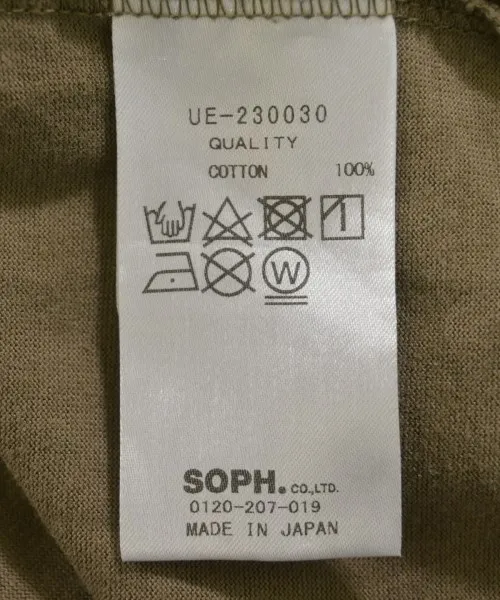 UE-230030
QUALITY
COTTON 100%
W
SOPH. CO.,LTD.
0120-207-019
MADE IN JAPAN